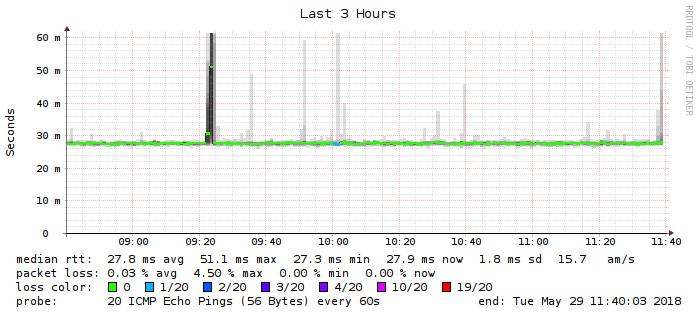 Last 3 Hours
RRDTOOL / TOBI OETIKER
Seconds
60 m
50 m
40 m
30 m
20 m
10 m
0
09:00 09:20 09:40 10:00 10:20 10:40 11:00 11:20 11:40
median rtt: 27.8 ms avg 51.1 ms max 27.3 ms min 27.9 ms now 1.8 ms sd 15.7 am/s
packet loss: 0.03 % avg 4.50 % max 0.00 % min 0.00 % now
loss color: 0 1/20 2/20 3/20 4/20 10/20 19/20
probe: 20 ICMP Echo Pings (56 Bytes) every 60s end: Tue May 29 11:40:03 2018